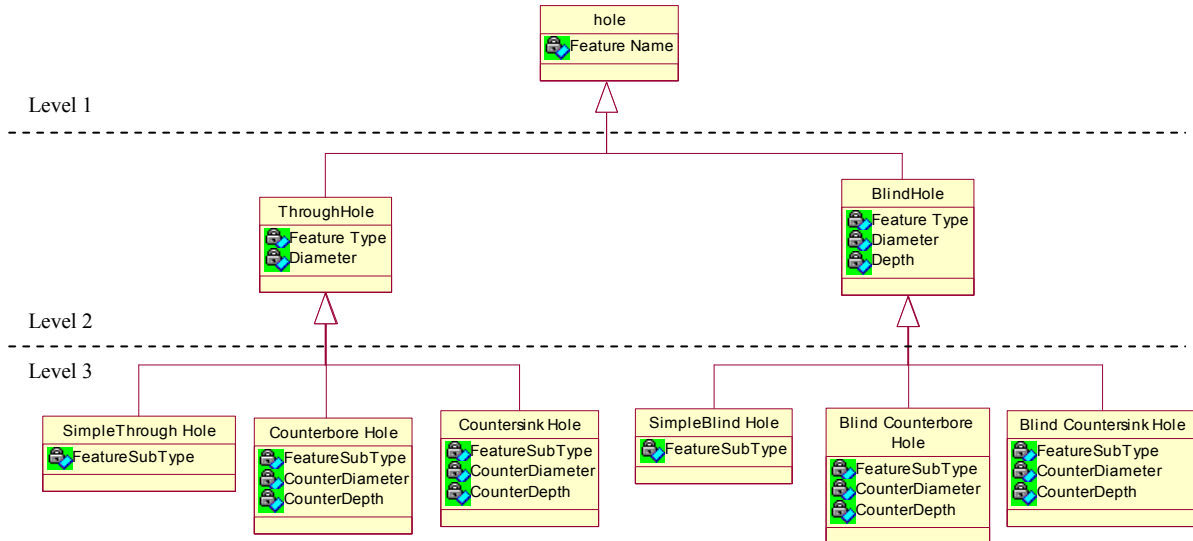 hole
Feature Name
Level 1
ThroughHole
Feature Type
Diameter
BlindHole
Feature Type
Diameter
Depth
Level 2
Level 3
SimpleThrough Hole
FeatureSubType
Counterbore Hole
FeatureSubType
CounterDiameter
CounterDepth
Countersink Hole
FeatureSubType
CounterDiameter
CounterDepth
SimpleBlind Hole
FeatureSubType
Blind Counterbore
Hole
FeatureSubType
CounterDiameter
CounterDepth
Blind Countersink Hole
FeatureSubType
CounterDiameter
CounterDepth